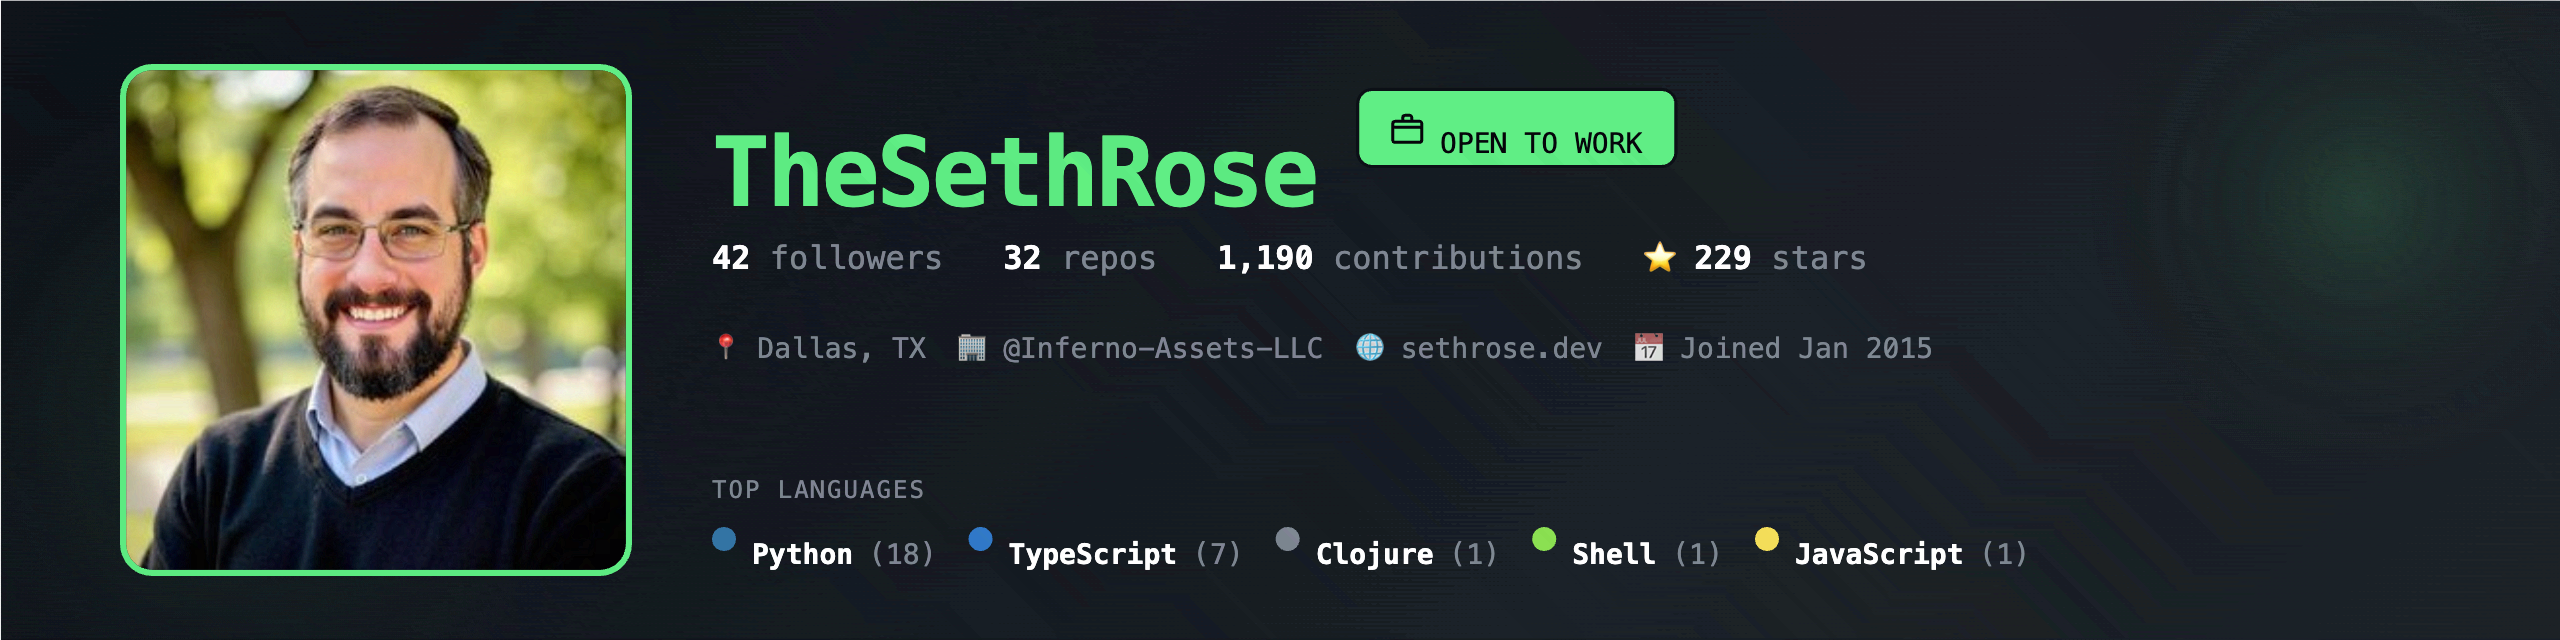 OPEN TO WORK
TheSethRose
42 followers 32 repos 1,190 contributions ⭐ 229 stars
📍 Dallas, TX 🏢 @Inferno-Assets-LLC 🌐 sethrose.dev 📅 Joined Jan 2015
TOP LANGUAGES
Python (18) TypeScript (7) Clojure (1) Shell (1) JavaScript (1)